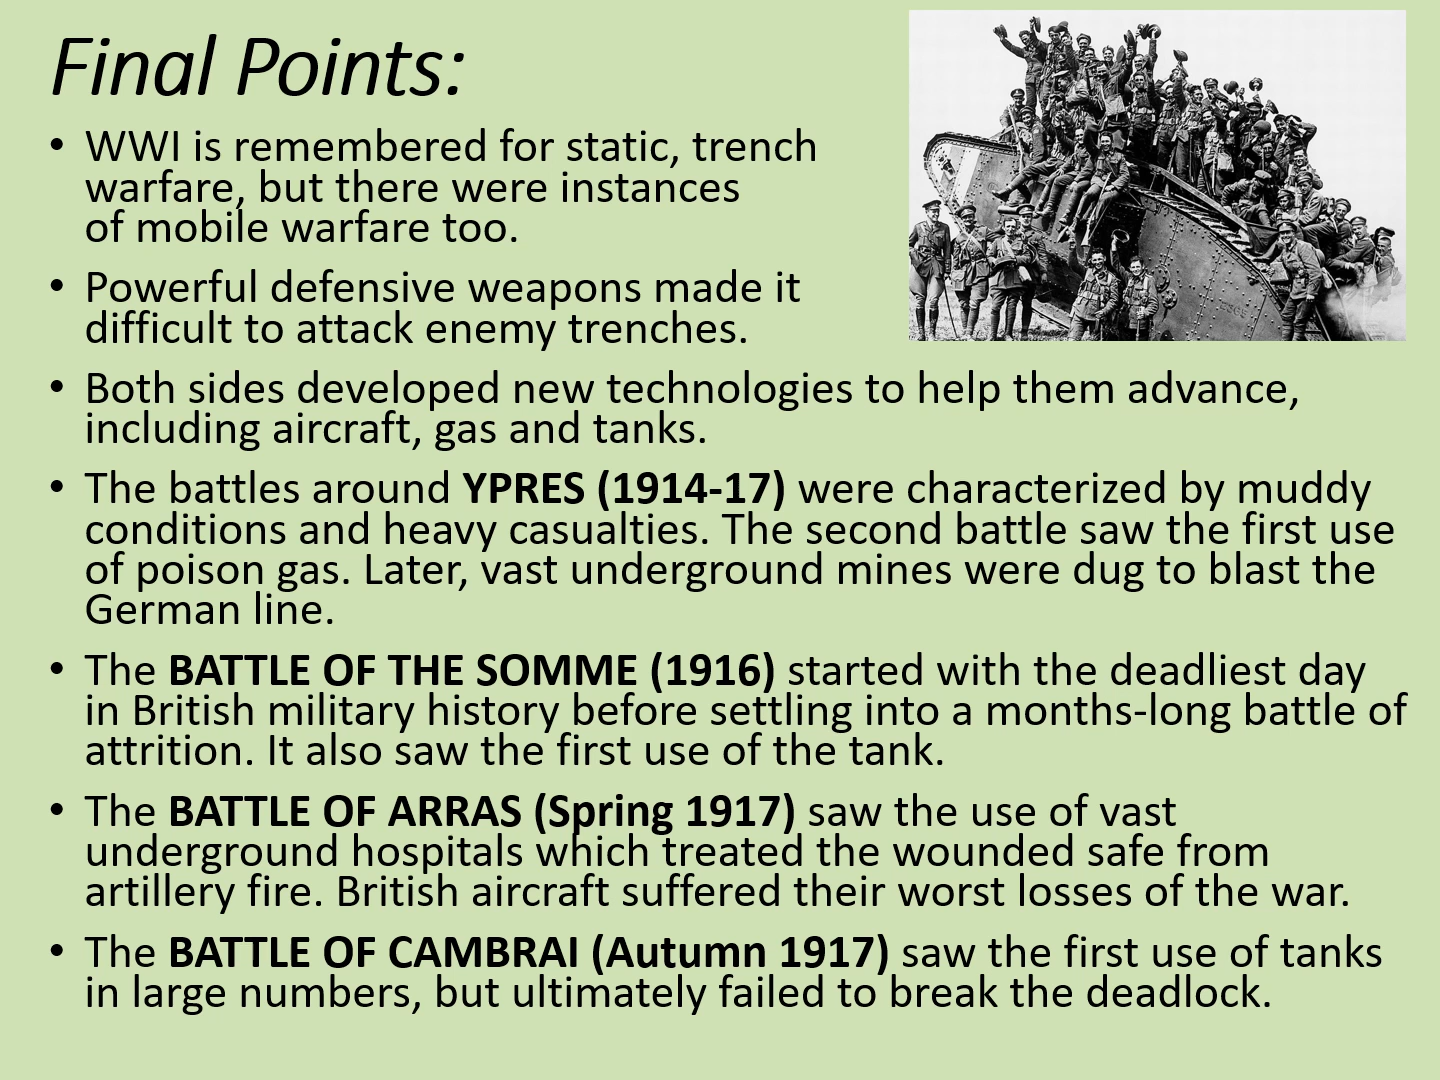 Final Points:
• WWI is remembered for static, trench
warfare, but there were instances
of mobile warfare too.
• Powerful defensive weapons made it
difficult to attack enemy trenches.
• Both sides developed new technologies to help them advance,
including aircraft, gas and tanks.
• The battles around YPRES (1914-17) were characterized by muddy
conditions and heavy casualties. The second battle saw the first use
of poison gas. Later, vast underground mines were dug to blast the
German line.
• The BATTLE OF THE SOMME (1916) started with the deadliest day
in British military history before settling into a months-long battle of
attrition. It also saw the first use of the tank.
• The BATTLE OF ARRAS (Spring 1917) saw the use of vast
underground hospitals which treated the wounded safe from
artillery fire. British aircraft suffered their worst losses of the war.
• The BATTLE OF CAMBRAI (Autumn 1917) saw the first use of tanks
in large numbers, but ultimately failed to break the deadlock.